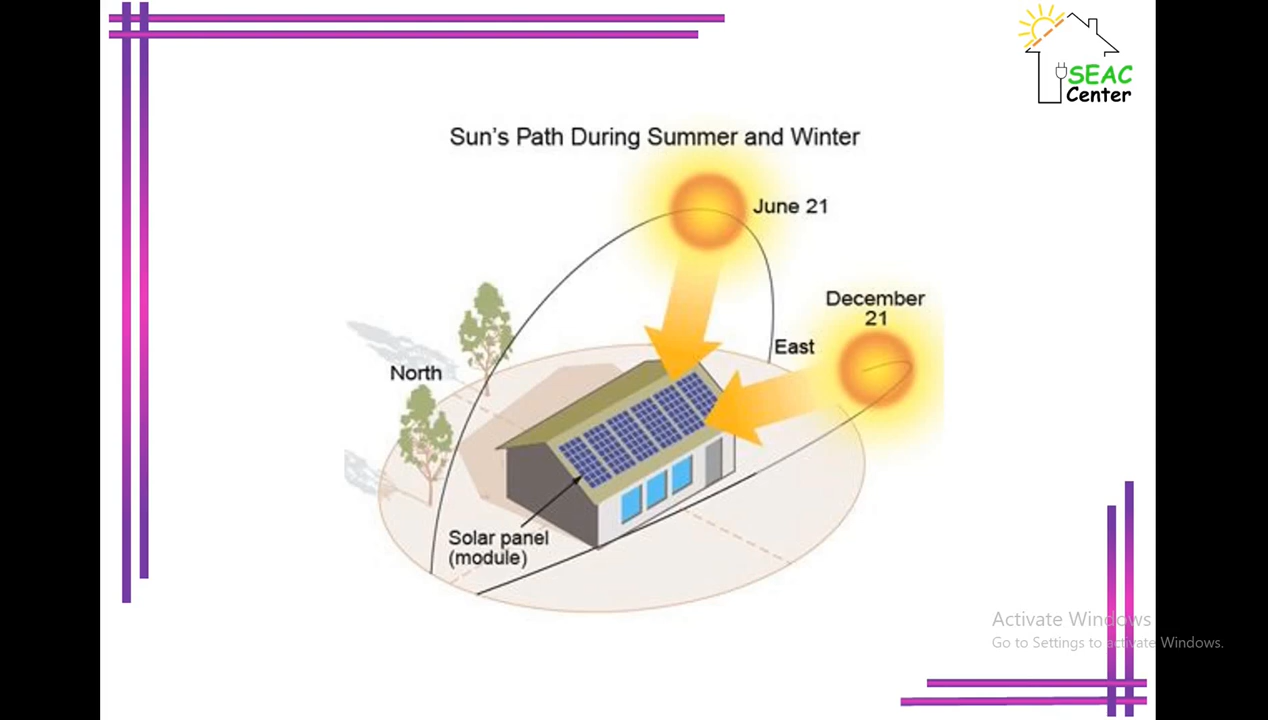 SEAC
Center
Sun's Path During Summer and Winter
June 21
December
21
East
North
Solar panel
(module)
Activate Windows
Go to Settings to activate Windows.